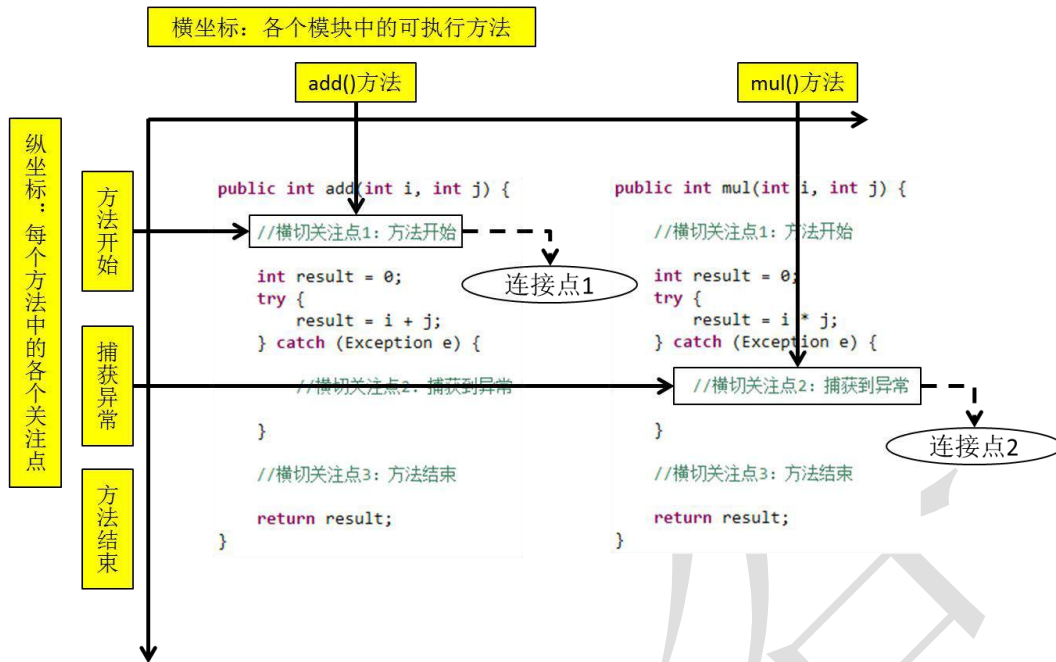 横坐标：各个模块中的可执行方法
add()方法
mul()方法
纵坐标：每个方法中的各个关注点
方法开始
捕获异常
方法结束
public int add(int i, int j) {
//横切关注点1：方法开始
int result = 0;
try {
result = i + j;
} catch (Exception e) {
//横切关注点2：捕获到异常
}
//横切关注点3：方法结束
return result;
}
连接点1
public int mul(int i, int j) {
//横切关注点1：方法开始
int result = 0;
try {
result = i * j;
} catch (Exception e) {
//横切关注点2：捕获到异常
}
//横切关注点3：方法结束
return result;
}
连接点2